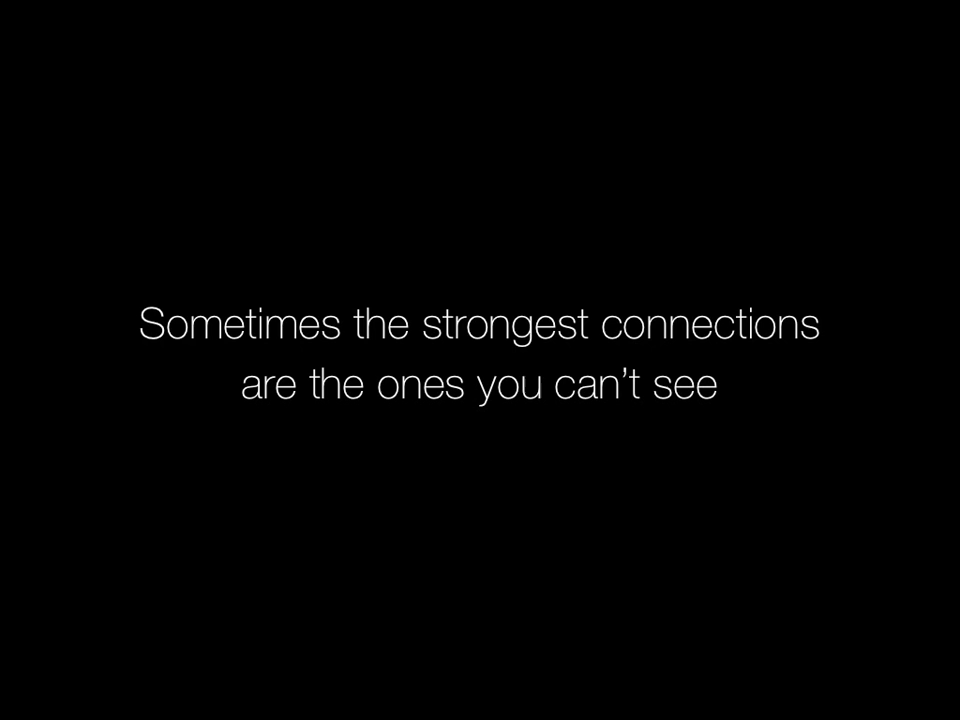 Sometimes the strongest connections
are the ones you can’t see